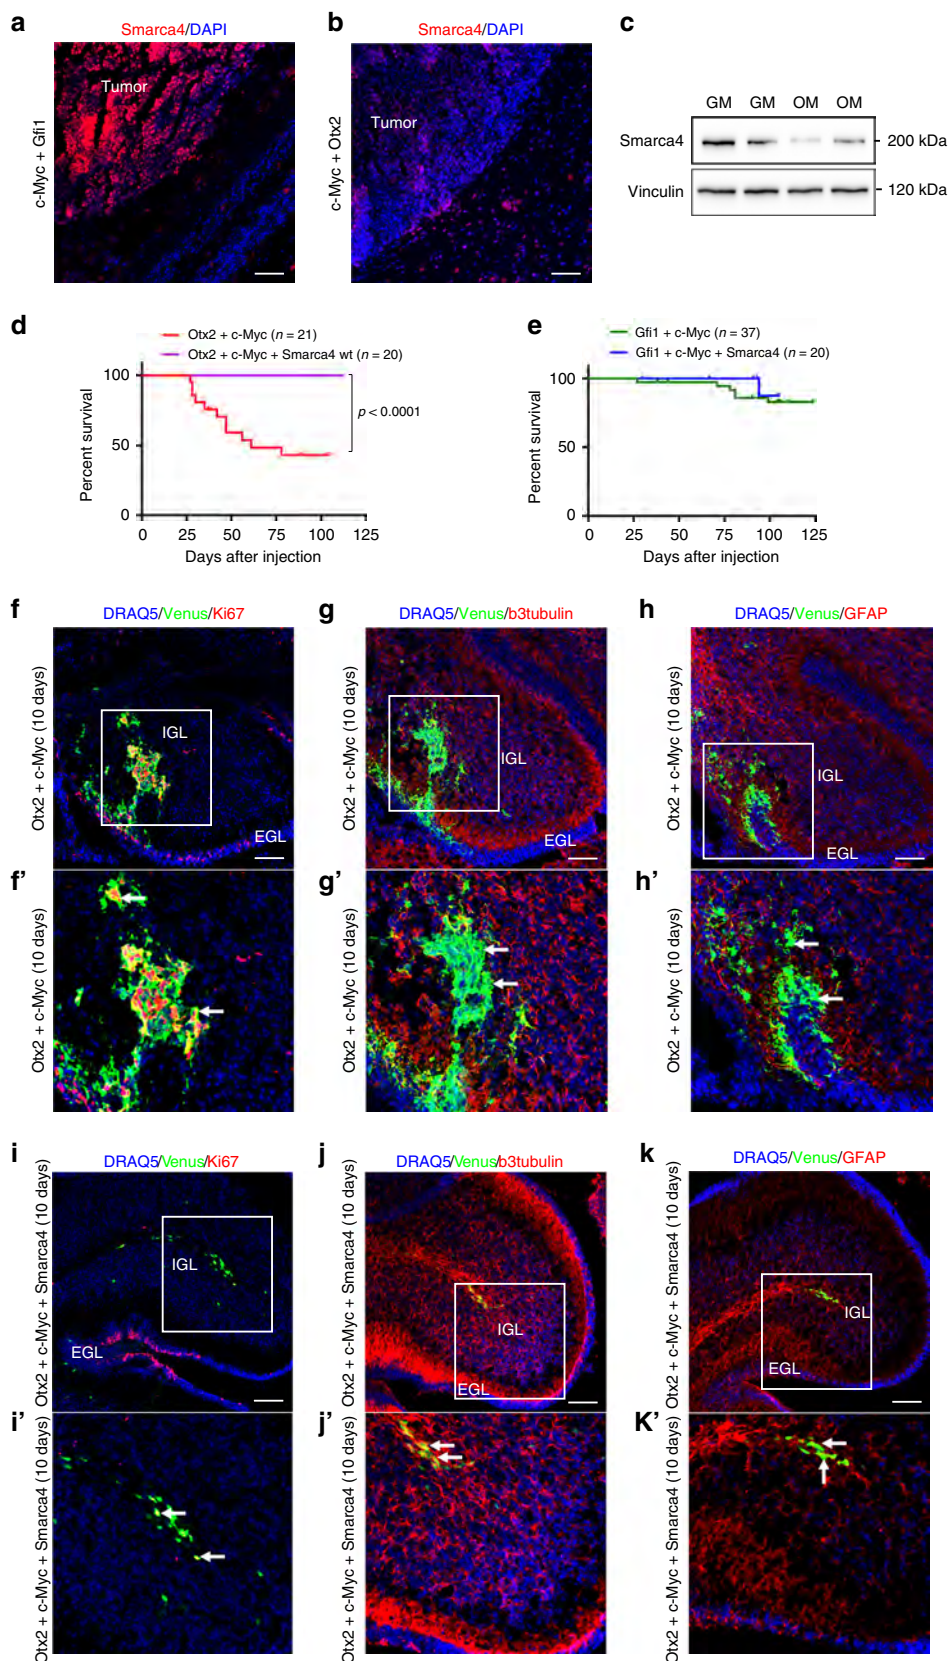 a
Smarca4/DAPI
c-Myc + Gfi1
Tumor
b
Smarca4/DAPI
c-Myc + Otx2
Tumor
c
GM GM OM OM
Smarca4
200 kDa
Vinculin
120 kDa
d
Otx2 + c-Myc (n = 21)
Otx2 + c-Myc + Smarca4 wt (n = 20)
Percent survival
100
50
0
p < 0.0001
0 25 50 75 100 125
Days after injection
e
Gfi1 + c-Myc (n = 37)
Gfi1 + c-Myc + Smarca4 (n = 20)
Percent survival
100
50
0
0 25 50 75 100 125
Days after injection
f
DRAQ5/Venus/Ki67
Otx2 + c-Myc (10 days)
IGL
EGL
g
DRAQ5/Venus/b3tubulin
Otx2 + c-Myc (10 days)
IGL
EGL
h
DRAQ5/Venus/GFAP
Otx2 + c-Myc (10 days)
IGL
EGL
f'
Otx2 + c-Myc (10 days)
g'
Otx2 + c-Myc (10 days)
h'
Otx2 + c-Myc (10 days)
i
DRAQ5/Venus/Ki67
Otx2 + c-Myc + Smarca4 (10 days)
IGL
EGL
j
DRAQ5/Venus/b3tubulin
Otx2 + c-Myc + Smarca4 (10 days)
IGL
EGL
k
DRAQ5/Venus/GFAP
Otx2 + c-Myc + Smarca4 (10 days)
IGL
EGL
i'
Otx2 + c-Myc + Smarca4 (10 days)
j'
Otx2 + c-Myc + Smarca4 (10 days)
K'
Otx2 + c-Myc + Smarca4 (10 days)